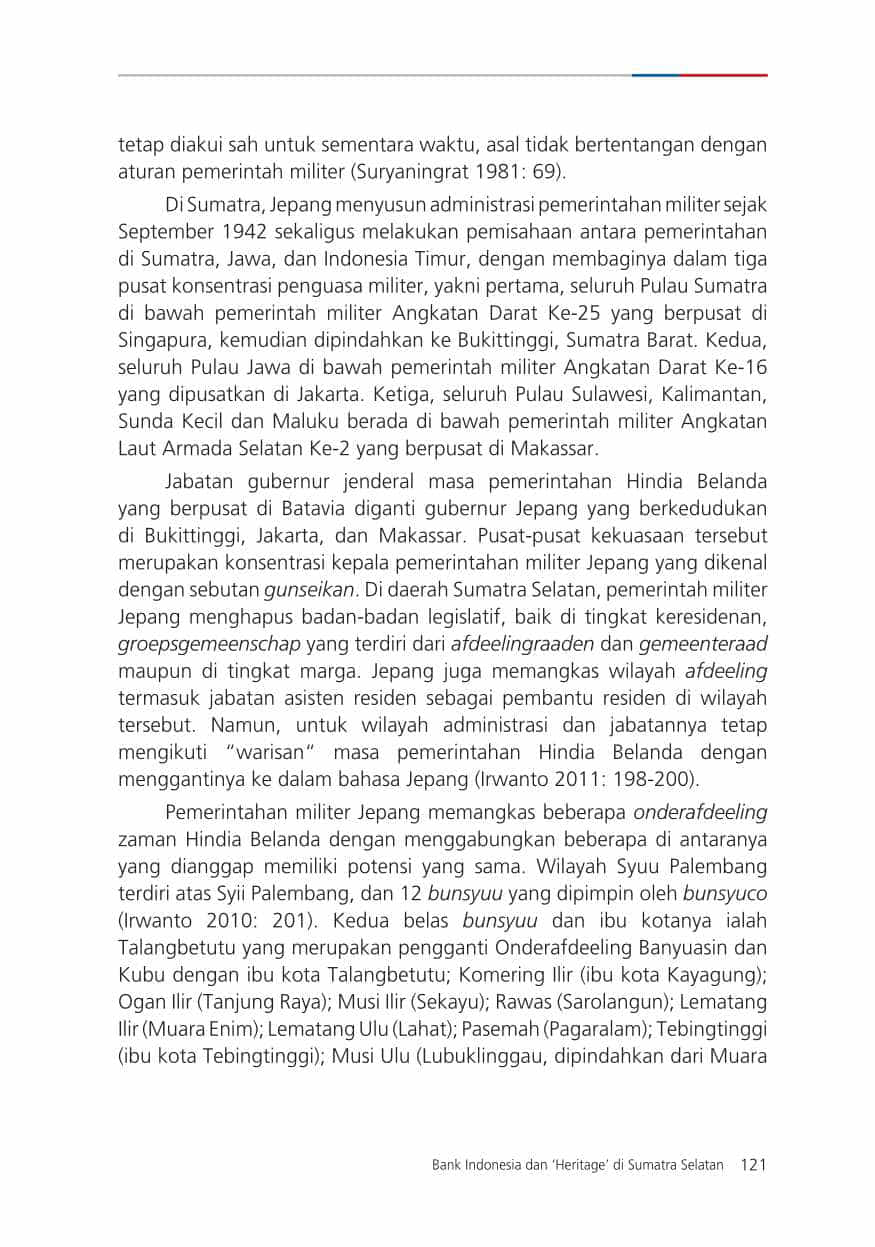 tetap diakui sah untuk sementara waktu, asal tidak bertentangan dengan
aturan pemerintah militer (Suryaningrat 1981: 69).
Di Sumatra, Jepang menyusun administrasi pemerintahan militer sejak
September 1942 sekaligus melakukan pemisahaan antara pemerintahan
di Sumatra, Jawa, dan Indonesia Timur, dengan membaginya dalam tiga
pusat konsentrasi penguasa militer, yakni pertama, seluruh Pulau Sumatra
di bawah pemerintah militer Angkatan Darat Ke-25 yang berpusat di
Singapura, kemudian dipindahkan ke Bukittinggi, Sumatra Barat. Kedua,
seluruh Pulau Jawa di bawah pemerintah militer Angkatan Darat Ke-16
yang dipusatkan di Jakarta. Ketiga, seluruh Pulau Sulawesi, Kalimantan,
Sunda Kecil dan Maluku berada di bawah pemerintah militer Angkatan
Laut Armada Selatan Ke-2 yang berpusat di Makassar.
Jabatan gubernur jenderal masa pemerintahan Hindia Belanda
yang berpusat di Batavia diganti gubernur Jepang yang berkedudukan
di Bukittinggi, Jakarta, dan Makassar. Pusat-pusat kekuasaan tersebut
merupakan konsentrasi kepala pemerintahan militer Jepang yang dikenal
dengan sebutan gunseikan. Di daerah Sumatra Selatan, pemerintah militer
Jepang menghapus badan-badan legislatif, baik di tingkat keresidenan,
groepsgemeenschap yang terdiri dari afdeelingraaden dan gemeenteraad
maupun di tingkat marga. Jepang juga memangkas wilayah afdeeling
termasuk jabatan asisten residen sebagai pembantu residen di wilayah
tersebut. Namun, untuk wilayah administrasi dan jabatannya tetap
mengikuti “warisan“ masa pemerintahan Hindia Belanda dengan
menggantinya ke dalam bahasa Jepang (Irwanto 2011: 198-200).
Pemerintahan militer Jepang memangkas beberapa onderafdeeling
zaman Hindia Belanda dengan menggabungkan beberapa di antaranya
yang dianggap memiliki potensi yang sama. Wilayah Syuu Palembang
terdiri atas Syii Palembang, dan 12 bunsyuu yang dipimpin oleh bunsyuco
(Irwanto 2010: 201). Kedua belas bunsyuu dan ibu kotanya ialah
Talangbetutu yang merupakan pengganti Onderafdeeling Banyuasin dan
Kubu dengan ibu kota Talangbetutu; Komering Ilir (ibu kota Kayagung);
Ogan Ilir (Tanjung Raya); Musi Ilir (Sekayu); Rawas (Sarolangun); Lematang
Ilir (Muara Enim); Lematang Ulu (Lahat); Pasemah (Pagaralam); Tebingtinggi
(ibu kota Tebingtinggi); Musi Ulu (Lubuklinggau, dipindahkan dari Muara
Bank Indonesia dan ‘Heritage’ di Sumatra Selatan 121